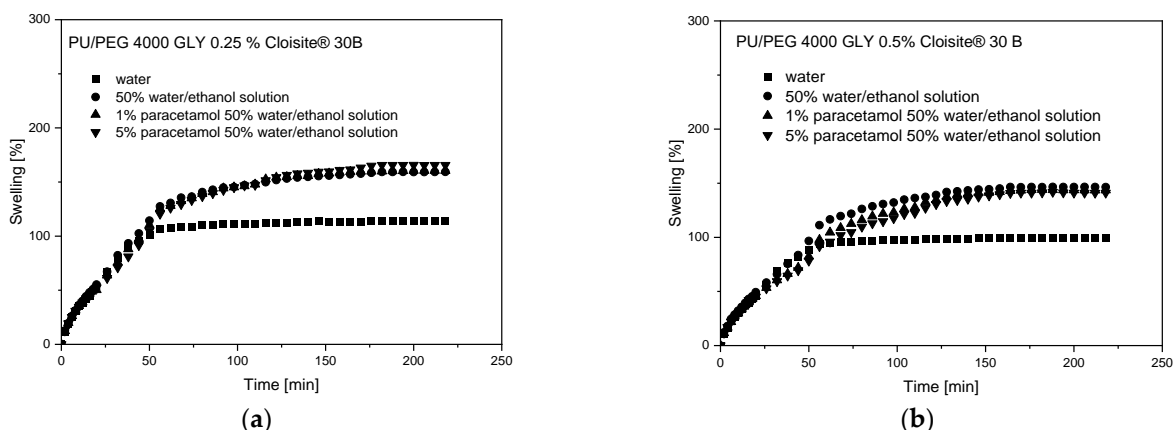 PU/PEG 4000 GLY 0.25 % Cloisite® 30B
water
50% water/ethanol solution
1% paracetamol 50% water/ethanol solution
5% paracetamol 50% water/ethanol solution
Swelling [%]
300
200
100
0
0 50 100 150 200 250
Time [min]
(a)
PU/PEG 4000 GLY 0.5% Cloisite® 30 B
water
50% water/ethanol solution
1% paracetamol 50% water/ethanol solution
5% paracetamol 50% water/ethanol solution
Swelling [%]
300
200
100
0
0 50 100 150 200 250
Time [min]
(b)